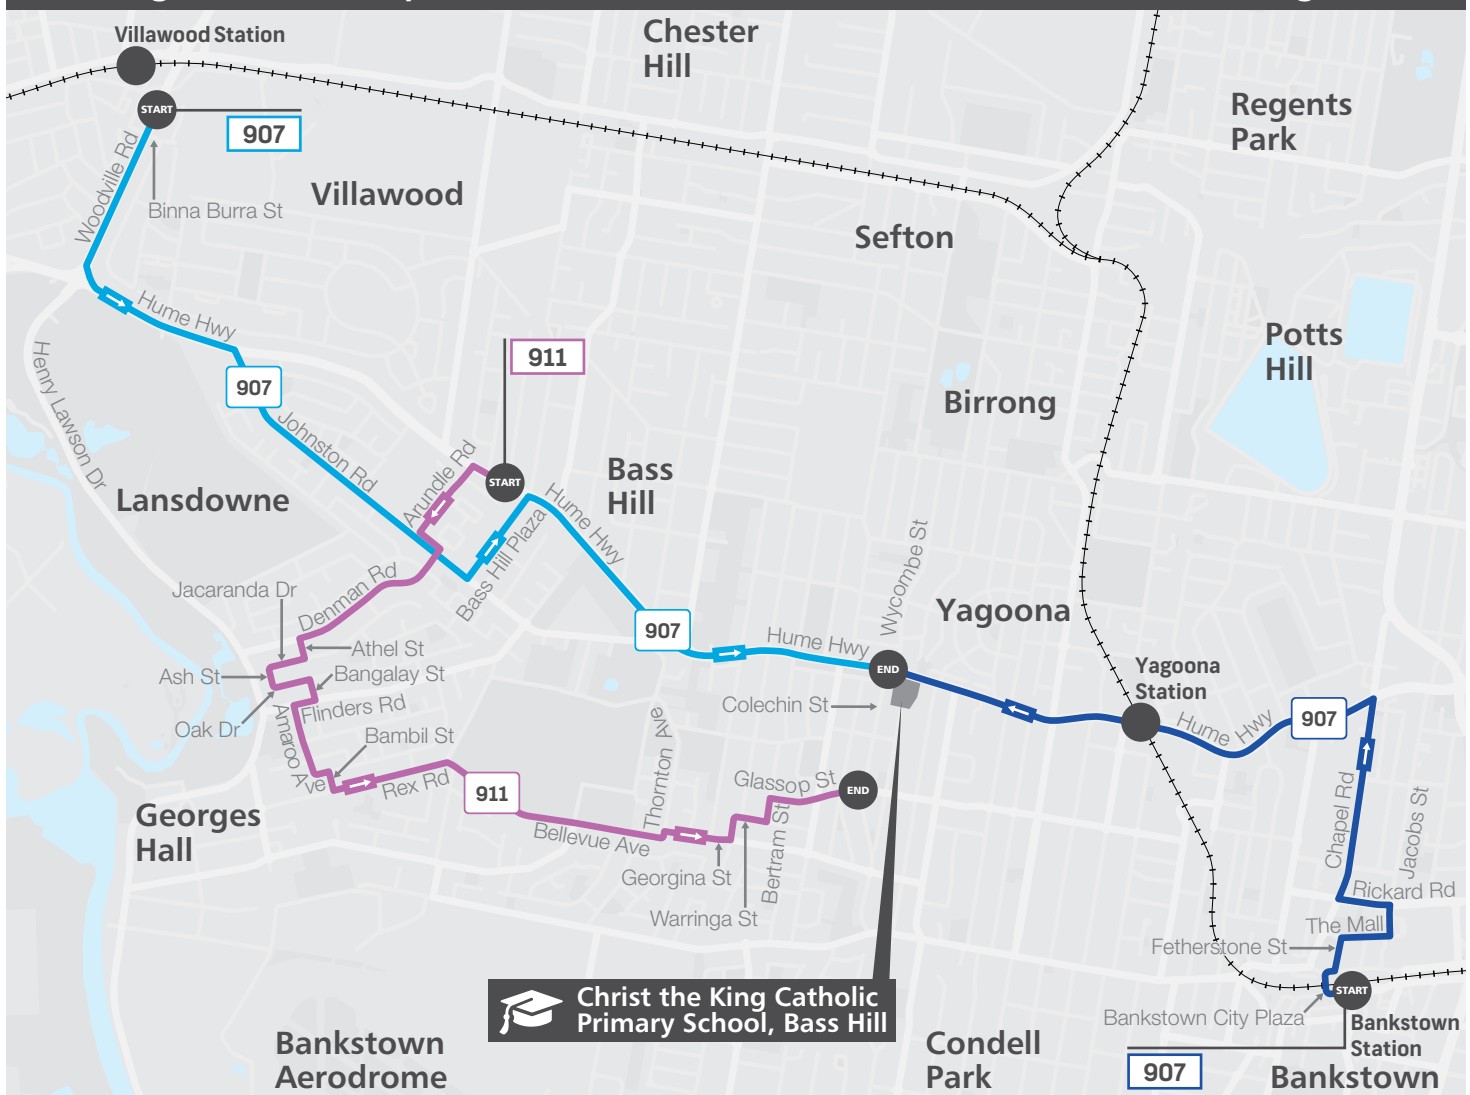 Villawood Station
Chester
Hill
START
907
Regents
Park
Woodville Rd
Villawood
Binna Burra St
Sefton
Hume Hwy
911
Potts
Hill
Henry Lawson Dr
907
Birrong
Johnston Rd
Arundle Rd
START
Bass
Hill
Hume Hwy
Lansdowne
Bass Hill Plaza
Wycombe St
Jacaranda Dr
Denman Rd
Yagoona
907
Hume Hwy
Athel St
Ash St
Bangalay St
END
Yagoona
Station
Colechin St
Flinders Rd
Oak Dr
Amaroo Ave
Hume Hwy
907
Bambil St
Thornton Ave
Rex Rd
911
Glassop St
END
Georges
Hall
Bellevue Ave
Bertram St
Chapel Rd
Jacobs St
Georgina St
Rickard Rd
Warringa St
The Mall
Fetherstone St
START
Christ the King Catholic
Primary School, Bass Hill
Bankstown City Plaza
Bankstown
Station
Bankstown
Aerodrome
Condell
Park
907
Bankstown